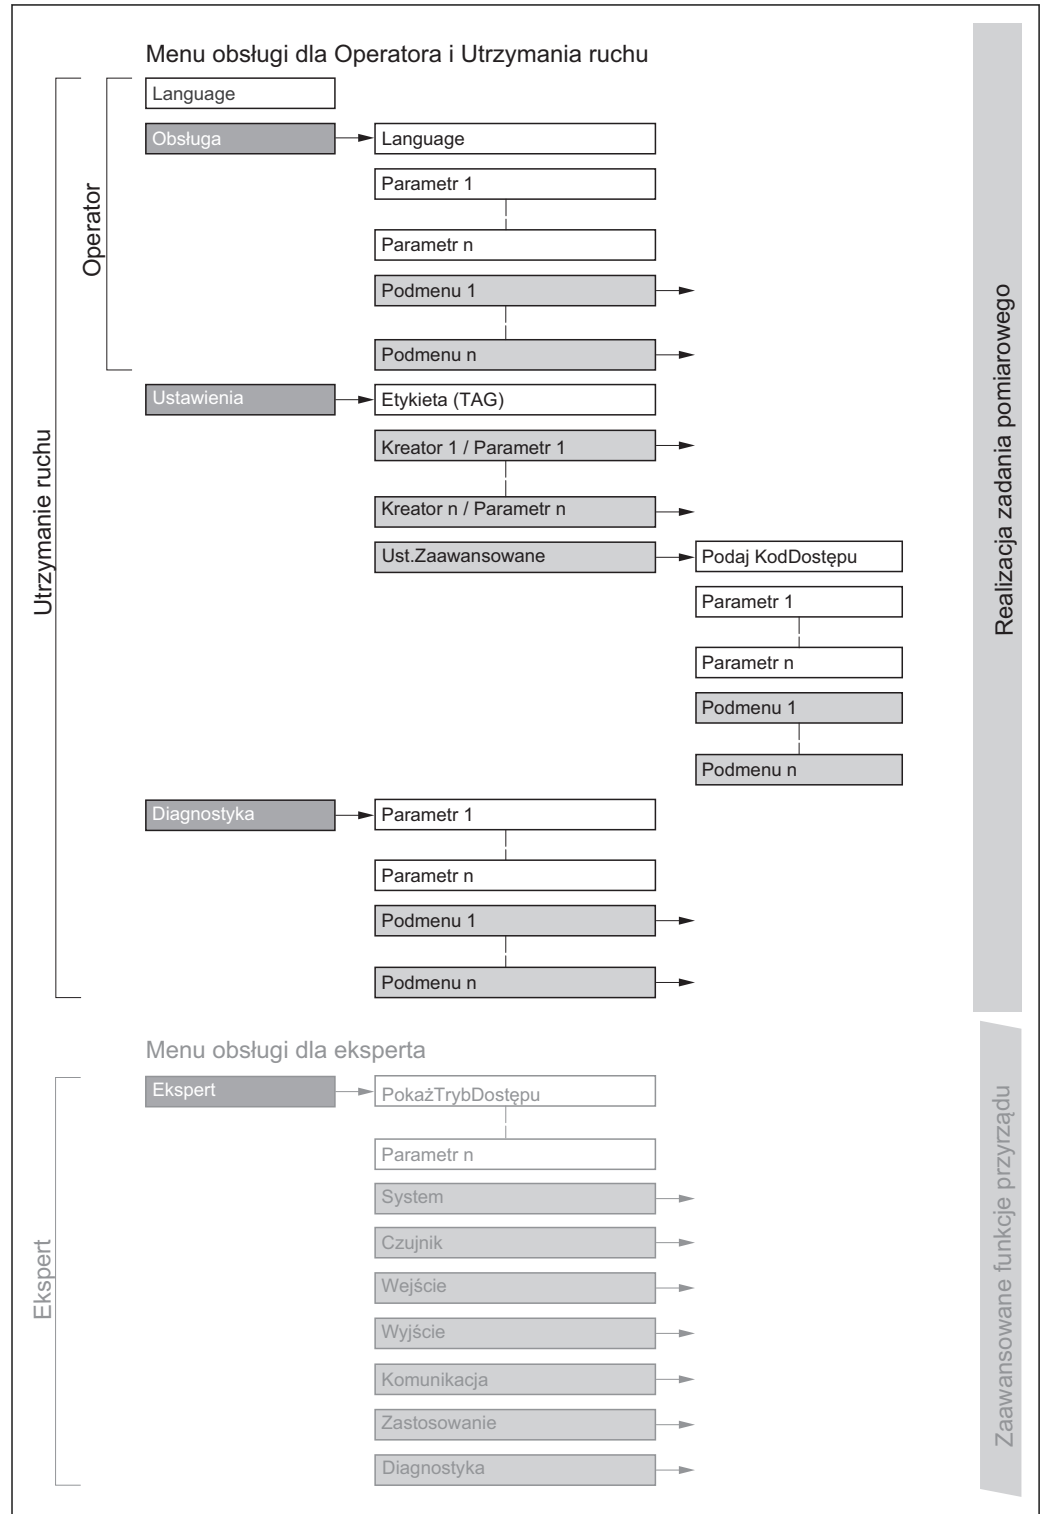 Menu obsługi dla Operatora i Utrzymania ruchu
Utrzymanie ruchu
Operator
Language
Obsługa
Language
Parametr 1
Parametr n
Podmenu 1
Podmenu n
Ustawienia
Etykieta (TAG)
Kreator 1 / Parametr 1
Kreator n / Parametr n
Ust.Zaawansowane
Podaj KodDostępu
Parametr 1
Parametr n
Podmenu 1
Podmenu n
Diagnostyka
Parametr 1
Parametr n
Podmenu 1
Podmenu n
Realizacja zadania pomiarowego
Menu obsługi dla eksperta
Ekspert
Ekspert
PokażTrybDostępu
Parametr n
System
Czujnik
Wejście
Wyjście
Komunikacja
Zastosowanie
Diagnostyka
Zaawansowane funkcje przyrządu